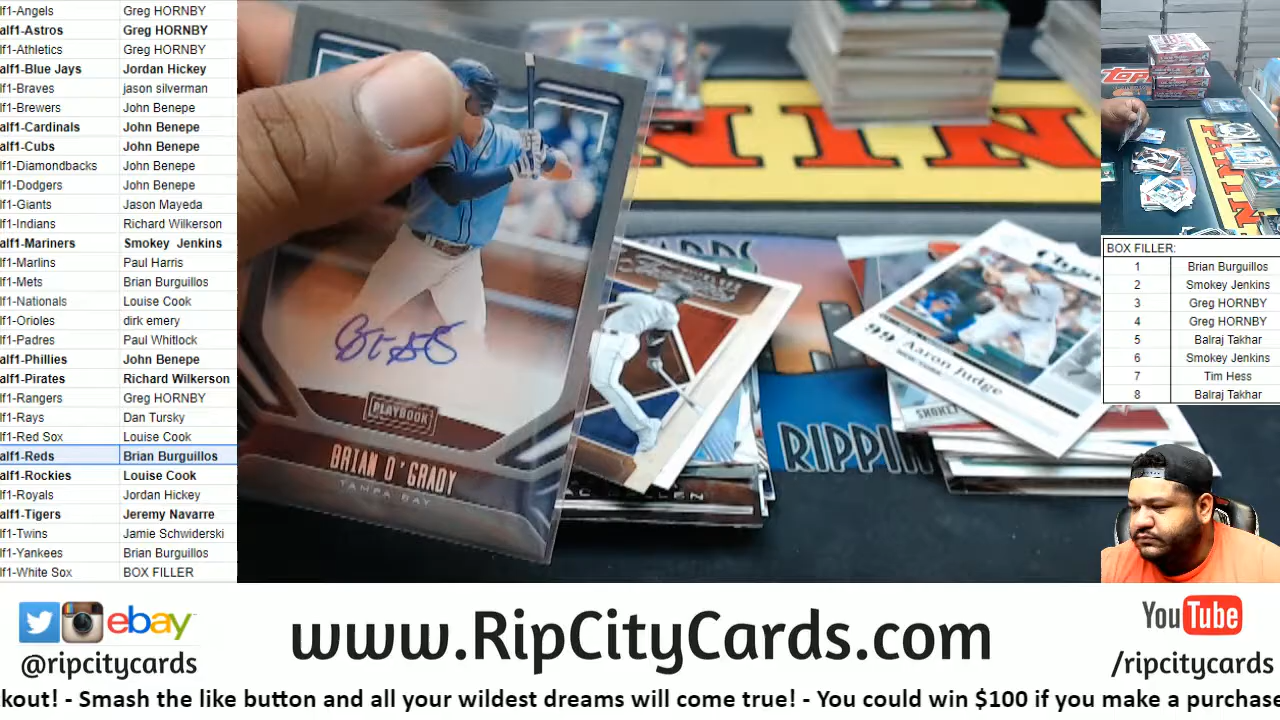 lf1-Angels Greg HORNBY
alf1-Astros Greg HORNBY
lf1-Athletics Greg HORNBY
alf1-Blue Jays Jordan Hickey
lf1-Braves jason silverman
lf1-Brewers John Benepe
alf1-Cardinals John Benepe
alf1-Cubs John Benepe
lf1-Diamondbacks John Benepe
lf1-Dodgers John Benepe
lf1-Giants Jason Mayeda
lf1-Indians Richard Wilkerson
alf1-Mariners Smokey Jenkins
lf1-Marlins Paul Harris
lf1-Mets Brian Burguillos
lf1-Nationals Louise Cook
lf1-Orioles dirk emery
lf1-Padres Paul Whitlock
alf1-Phillies John Benepe
alf1-Pirates Richard Wilkerson
lf1-Rangers Greg HORNBY
lf1-Rays Dan Tursky
lf1-Red Sox Louise Cook
alf1-Reds Brian Burguillos
alf1-Rockies Louise Cook
lf1-Royals Jordan Hickey
alf1-Tigers Jeremy Navarre
lf1-Twins Jamie Schwiderski
lf1-Yankees Brian Burguillos
lf1-White Sox BOX FILLER
PLAYBOOK
BRIAN O'GRADY
TAMPA BAY
NINI
RIPPIN
99 Aaron Judge
NEW YORK
TOPPS
BOX FILLER:
1 Brian Burguillos
2 Smokey Jenkins
3 Greg HORNBY
4 Greg HORNBY
5 Balraj Takhar
6 Smokey Jenkins
7 Tim Hess
8 Balraj Takhar
ebay
@ripcitycards
www.RipCityCards.com
YouTube
/ripcitycards
kout! - Smash the like button and all your wildest dreams will come true! - You could win $100 if you make a purchase